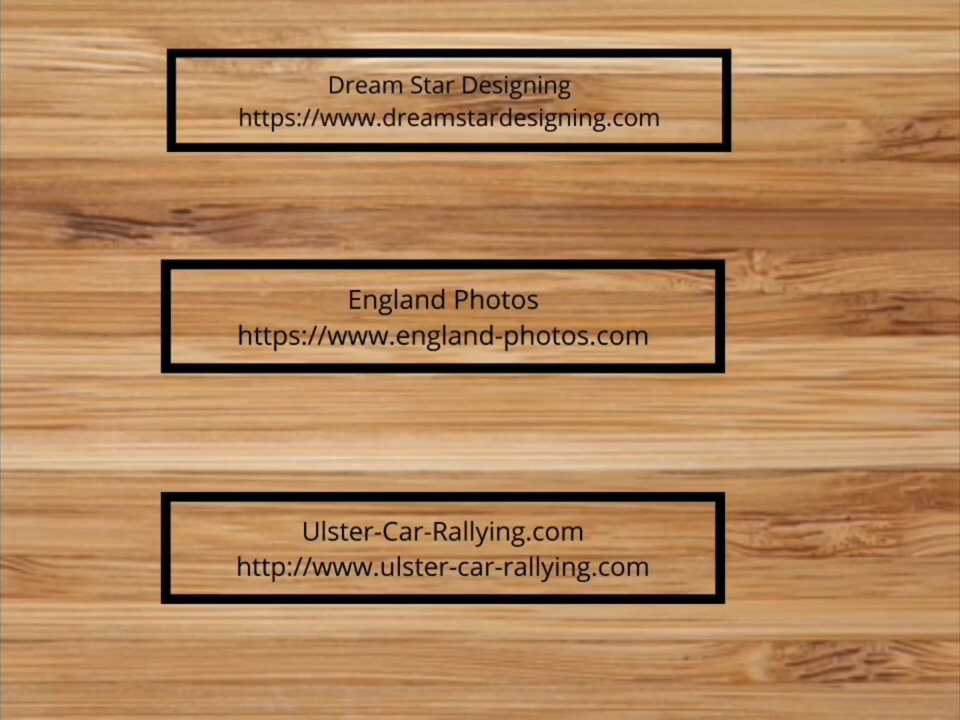 Dream Star Designing
https://www.dreamstardesigning.com
England Photos
https://www.england-photos.com
Ulster-Car-Rallying.com
http://www.ulster-car-rallying.com